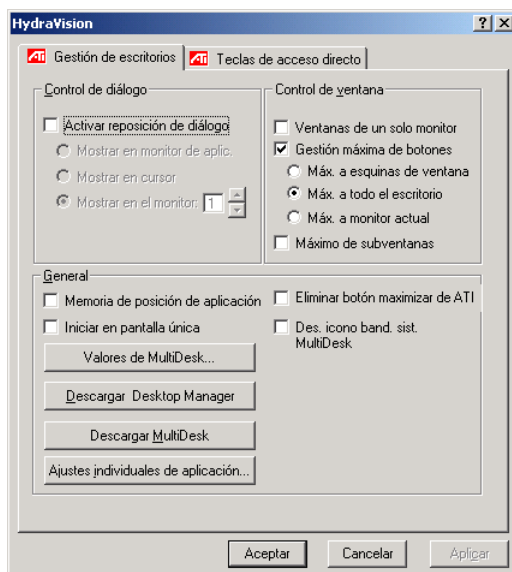 HydraVision
ATI Gestión de escritorios
ATI Teclas de acceso directo
Control de diálogo
Activar reposición de diálogo
Mostrar en monitor de aplic.
Mostrar en cursor
Mostrar en el monitor: 1
Control de ventana
Ventanas de un solo monitor
Gestión máxima de botones
Máx. a esquinas de ventana
Máx. a todo el escritorio
Máx. a monitor actual
Máximo de subventanas
General
Memoria de posición de aplicación
Iniciar en pantalla única
Eliminar botón maximizar de ATI
Des. icono band. sist.
MultiDesk
Valores de MultiDesk...
Descargar Desktop Manager
Descargar MultiDesk
Ajustes individuales de aplicación...
Aceptar
Cancelar
Aplicar